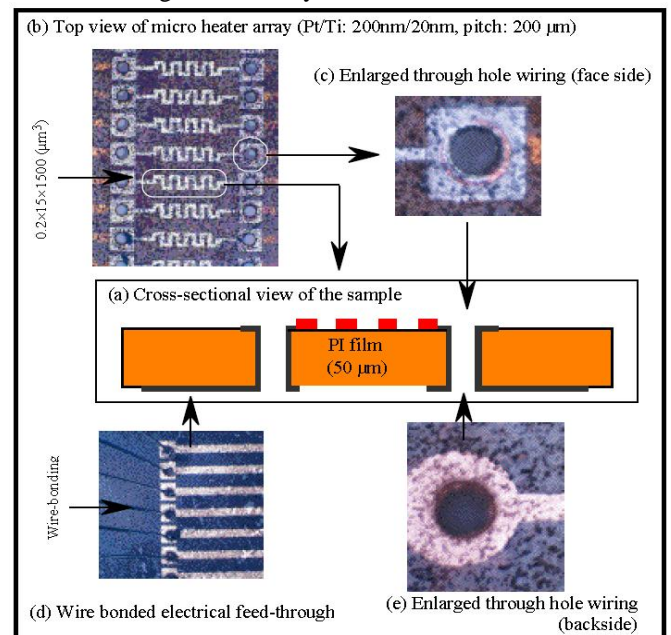 (b) Top view of micro heater array (Pt/Ti: 200nm/20nm, pitch: 200 μm)
(c) Enlarged through hole wiring (face side)
0.2×15×1500 (μm³)
(a) Cross-sectional view of the sample
PI film
(50 μm)
Wire-bonding
(d) Wire bonded electrical feed-through
(e) Enlarged through hole wiring
(backside)